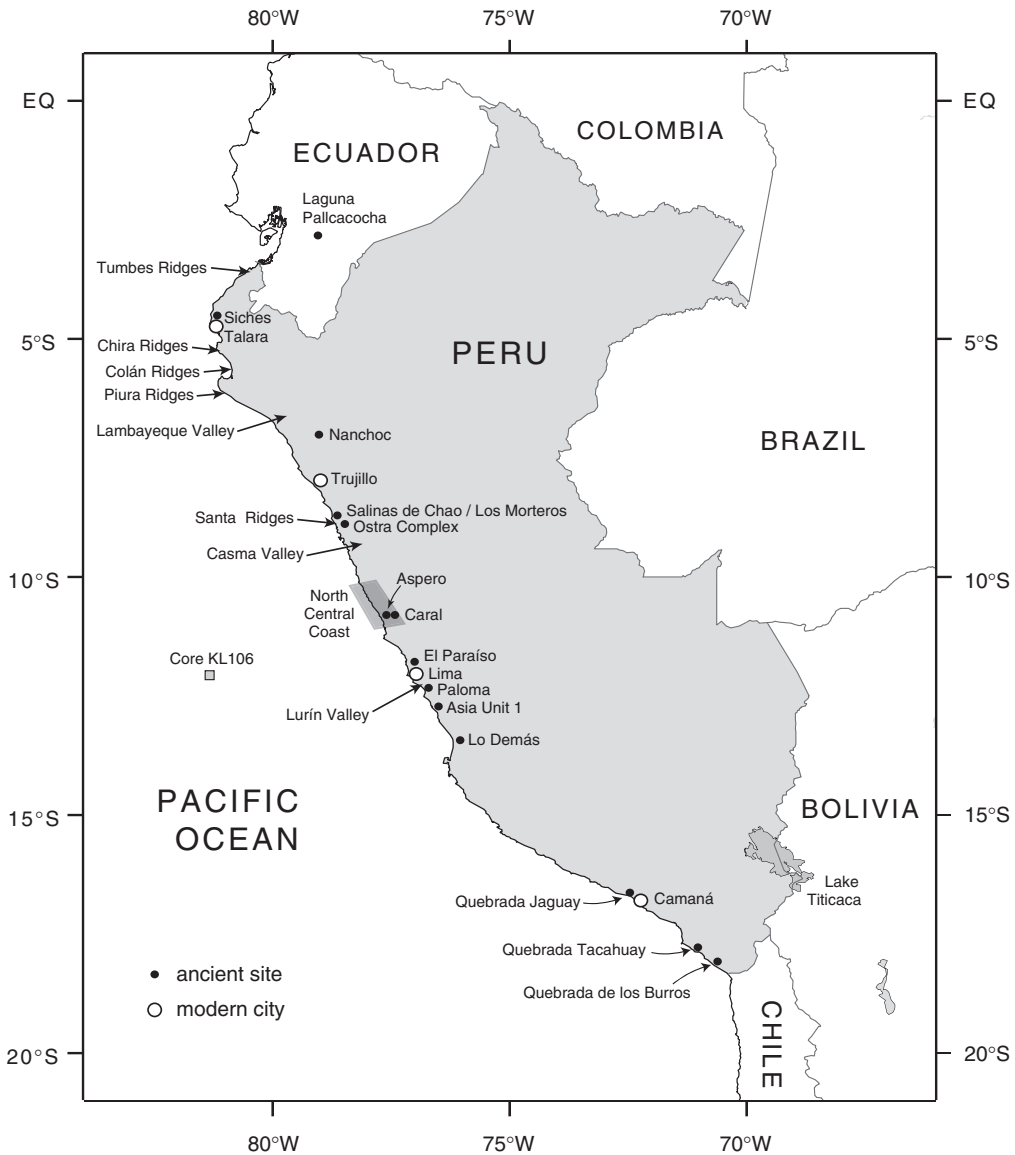 80°W
75°W
70°W
EQ
EQ
COLOMBIA
ECUADOR
Laguna
Pallcacocha
Tumbes Ridges
Siches
Talara
5°S
5°S
Chira Ridges
PERU
Colán Ridges
Piura Ridges
Lambayeque Valley
Nanchoc
BRAZIL
Trujillo
Salinas de Chao / Los Morteros
Santa Ridges
Ostra Complex
Casma Valley
10°S
10°S
Aspero
North
Central
Coast
Caral
El Paraíso
Core KL106
Lima
Paloma
Lurín Valley
Asia Unit 1
Lo Demás
PACIFIC
OCEAN
BOLIVIA
15°S
15°S
Lake
Titicaca
Quebrada Jaguay
Camaná
Quebrada Tacahuay
Quebrada de los Burros
ancient site
modern city
CHILE
20°S
20°S
80°W
75°W
70°W